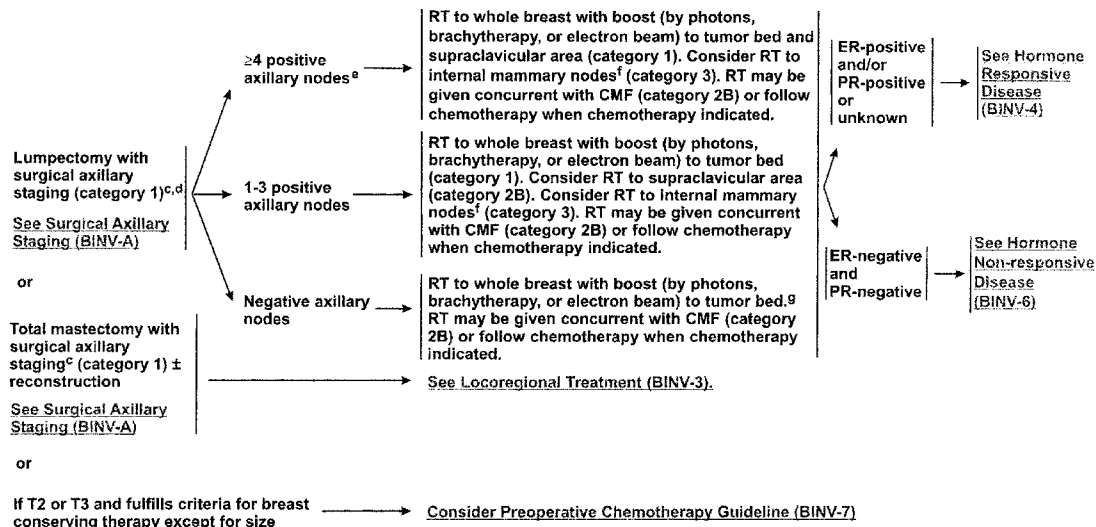 Lumpectomy with
surgical axillary
staging (category 1)c,d
See Surgical Axillary
Staging (BINV-A)
or
Total mastectomy with
surgical axillary
stagingc (category 1) ±
reconstruction
See Surgical Axillary
Staging (BINV-A)
or
If T2 or T3 and fulfills criteria for breast
conserving therapy except for size
≥4 positive
axillary nodese
1-3 positive
axillary nodes
Negative axillary
nodes
RT to whole breast with boost (by photons,
brachytherapy, or electron beam) to tumor bed and
supraclavicular area (category 1). Consider RT to
internal mammary nodesf (category 3). RT may be
given concurrent with CMF (category 2B) or follow
chemotherapy when chemotherapy indicated.
RT to whole breast with boost (by photons,
brachytherapy, or electron beam) to tumor bed
(category 1). Consider RT to supraclavicular area
(category 2B). Consider RT to internal mammary
nodesf (category 3). RT may be given concurrent
with CMF (category 2B) or follow chemotherapy
when chemotherapy indicated.
RT to whole breast with boost (by photons,
brachytherapy, or electron beam) to tumor bed.g
RT may be given concurrent with CMF (category
2B) or follow chemotherapy when chemotherapy
indicated.
See Locoregional Treatment (BINV-3).
Consider Preoperative Chemotherapy Guideline (BINV-7)
ER-positive
and/or
PR-positive
or
unknown
See Hormone
Responsive
Disease
(BINV-4)
ER-negative
and
PR-negative
See Hormone
Non-responsive
Disease
(BINV-6)